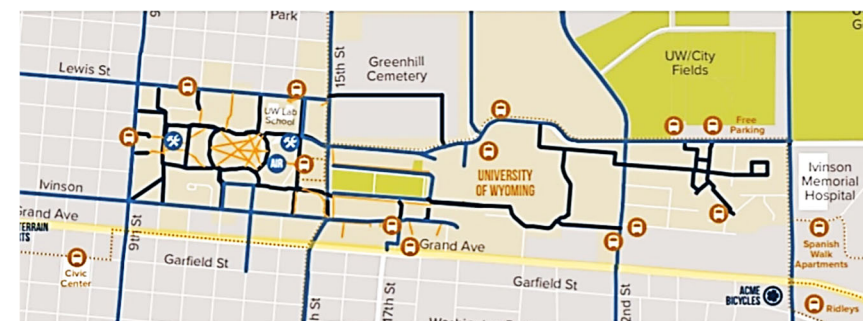 Park
Lewis St
15th St
Greenhill
Cemetery
UW/City
Fields
UW Lab
School
AIR
Free
Parking
UNIVERSITY
OF WYOMING
Ivinson
Memorial
Hospital
Ivinson
Grand Ave
9th St
Civic
Center
Garfield St
Grand Ave
Garfield St
Spanish
Walk
Apartments
ACME
BICYCLES
Ridleys
17th St